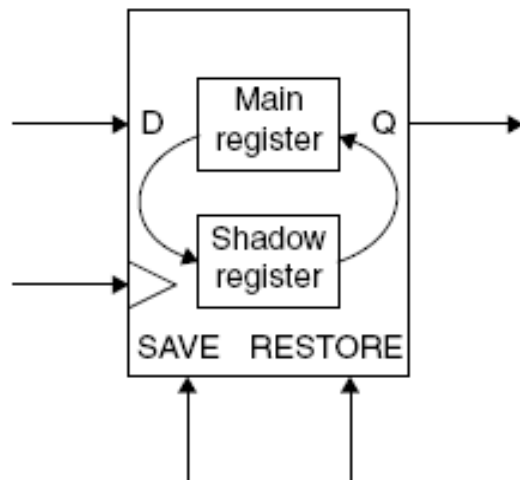 Main
register
D
Q
Shadow
register
SAVE RESTORE